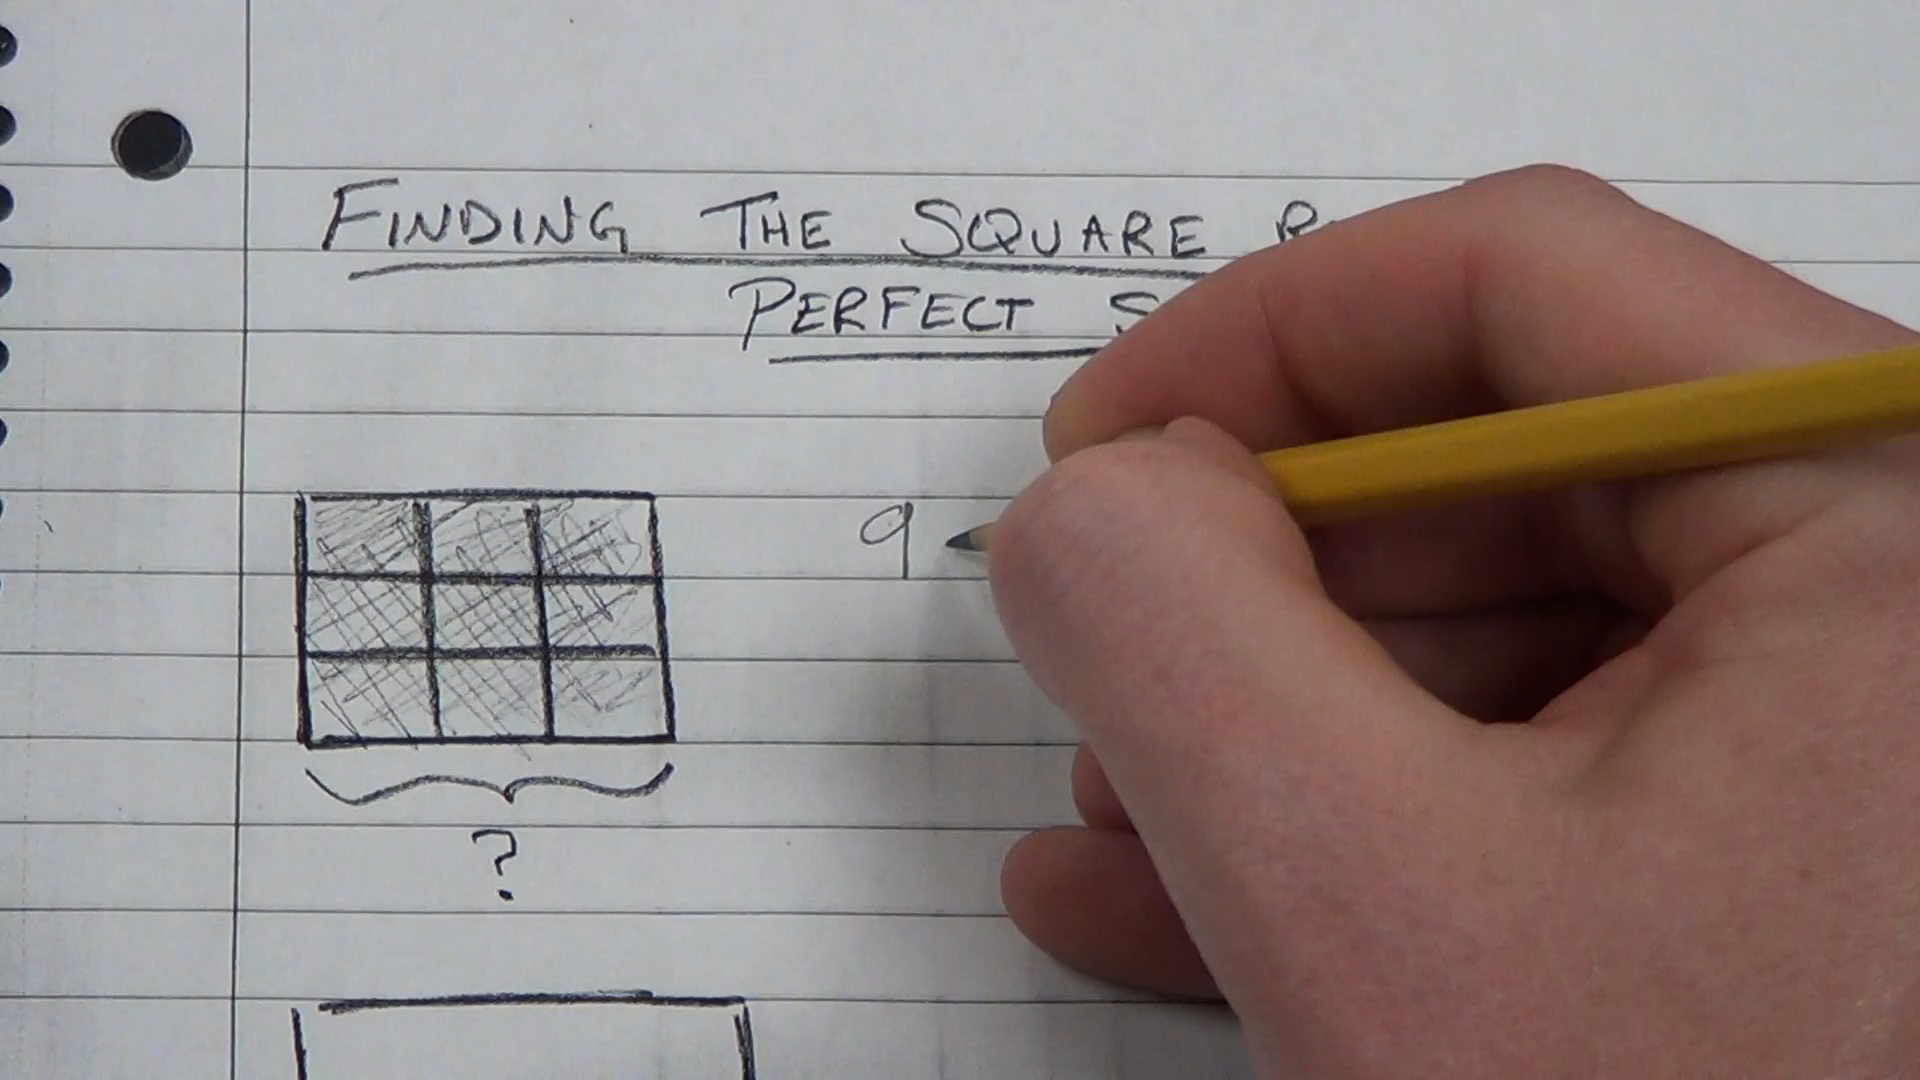 FINDING THE SQUARE
PERFECT
9
?